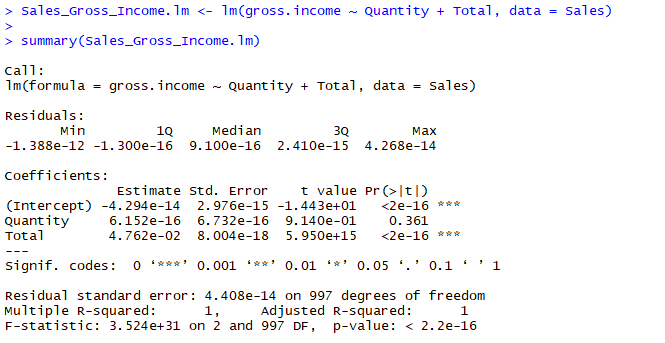 > Sales_Gross_Income.lm <- lm(gross.income ~ Quantity + Total, data = Sales)
>
> summary(Sales_Gross_Income.lm)
Call:
lm(formula = gross.income ~ Quantity + Total, data = Sales)
Residuals:
Min 1Q Median 3Q Max
-1.388e-12 -1.300e-16 9.100e-16 2.410e-15 4.268e-14
Coefficients:
Estimate Std. Error t value Pr(>|t|)
(Intercept) -4.294e-14 2.976e-15 -1.443e+01 <2e-16 ***
Quantity 6.152e-16 6.732e-16 9.140e-01 0.361
Total 4.762e-02 8.004e-18 5.950e+15 <2e-16 ***
---
Signif. codes: 0 ‘***’ 0.001 ‘**’ 0.01 ‘*’ 0.05 ‘.’ 0.1 ‘ ’ 1
Residual standard error: 4.408e-14 on 997 degrees of freedom
Multiple R-squared: 1, Adjusted R-squared: 1
F-statistic: 3.524e+31 on 2 and 997 DF, p-value: < 2.2e-16